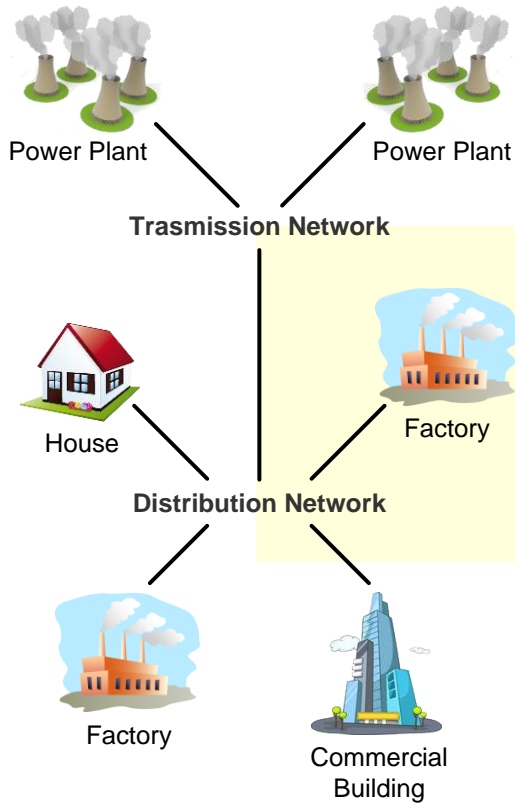 Power Plant
Power Plant
Trasmission Network
House
Factory
Distribution Network
Factory
Commercial
Building